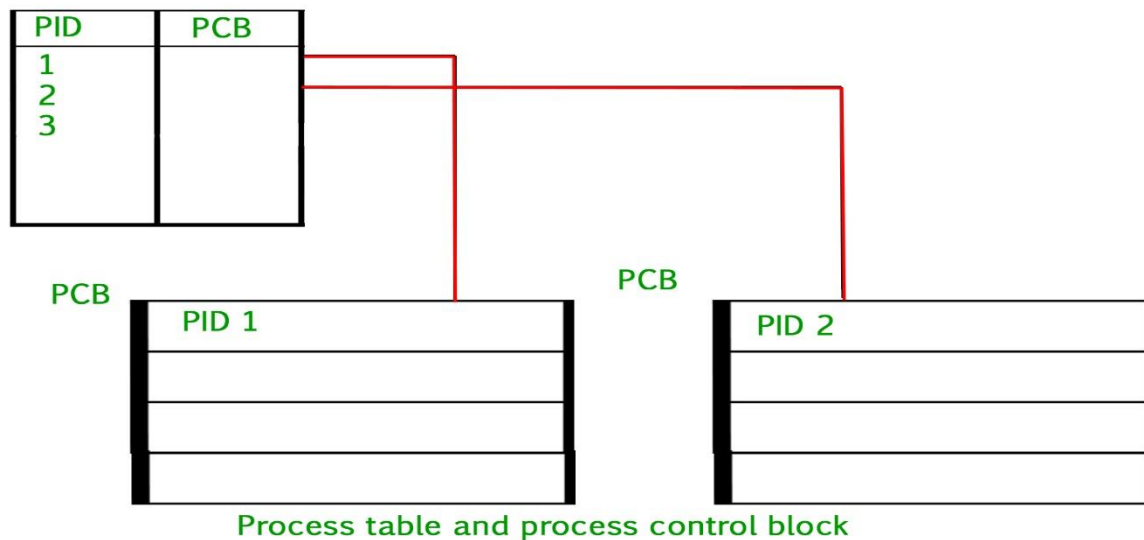 PID PCB
1
2
3
PCB
PCB
PID 1
PID 2
Process table and process control block